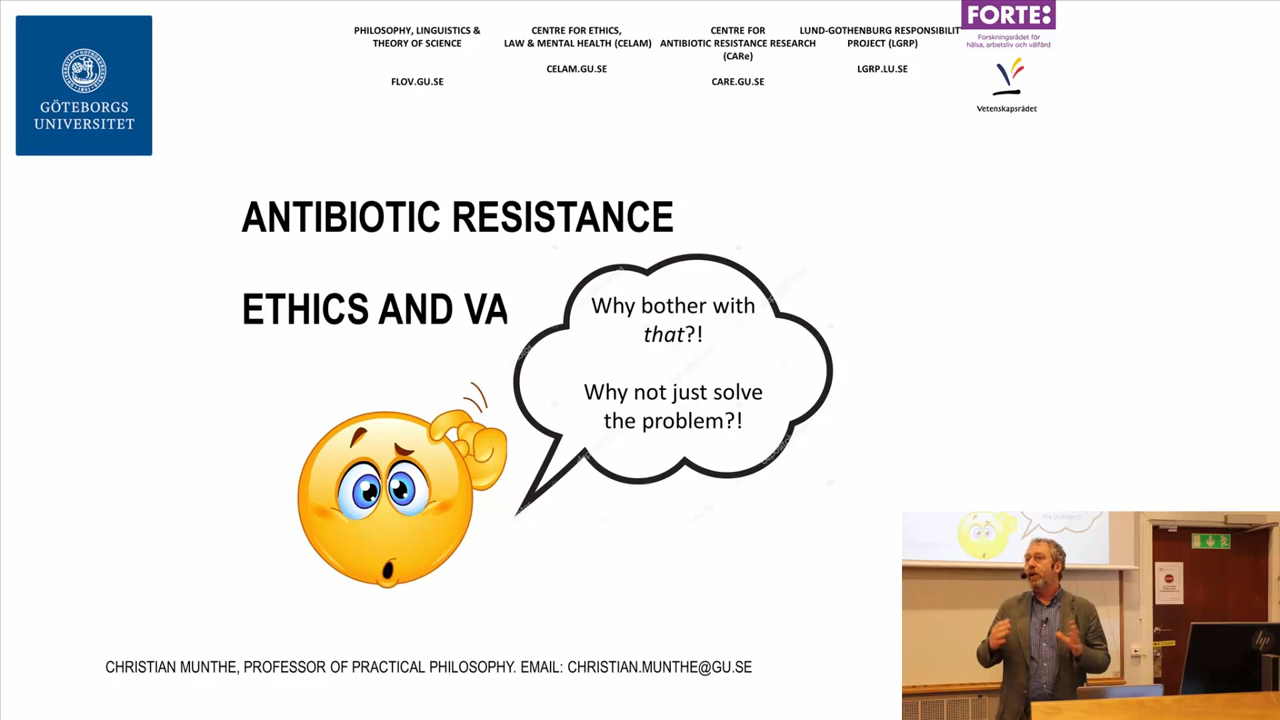 GÖTEBORGS
UNIVERSITET
PHILOSOPHY, LINGUISTICS &
THEORY OF SCIENCE
FLOV.GU.SE
CENTRE FOR ETHICS,
LAW & MENTAL HEALTH (CELAM)
CELAM.GU.SE
CENTRE FOR
ANTIBIOTIC RESISTANCE RESEARCH
(CARe)
CARE.GU.SE
LUND-GOTHENBURG RESPONSIBILIT
PROJECT (LGRP)
LGRP.LU.SE
FORTE:
Forskningsrådet för
hälsa, arbetsliv och välfärd
Vetenskapsrådet
ANTIBIOTIC RESISTANCE
ETHICS AND VA
Why bother with
that?!
Why not just solve
the problem?!
CHRISTIAN MUNTHE, PROFESSOR OF PRACTICAL PHILOSOPHY. EMAIL: CHRISTIAN.MUNTHE@GU.SE
hp